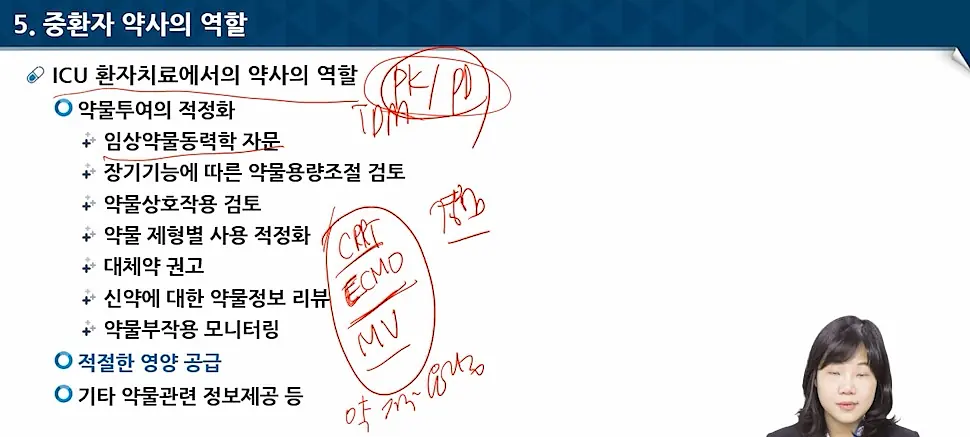 5. 중환자 약사의 역할
ICU 환자치료에서의 약사의 역할
PK/PD
TDM
약물투여의 적정화
임상약물동력학 자문
장기기능에 따른 약물용량조절 검토
약물상호작용 검토
약물 제형별 사용 적정화
대체약 권고
신약에 대한 약물정보 리뷰
약물부작용 모니터링
ECMO
MV
적절한 영양 공급
기타 약물관련 정보제공 등
약